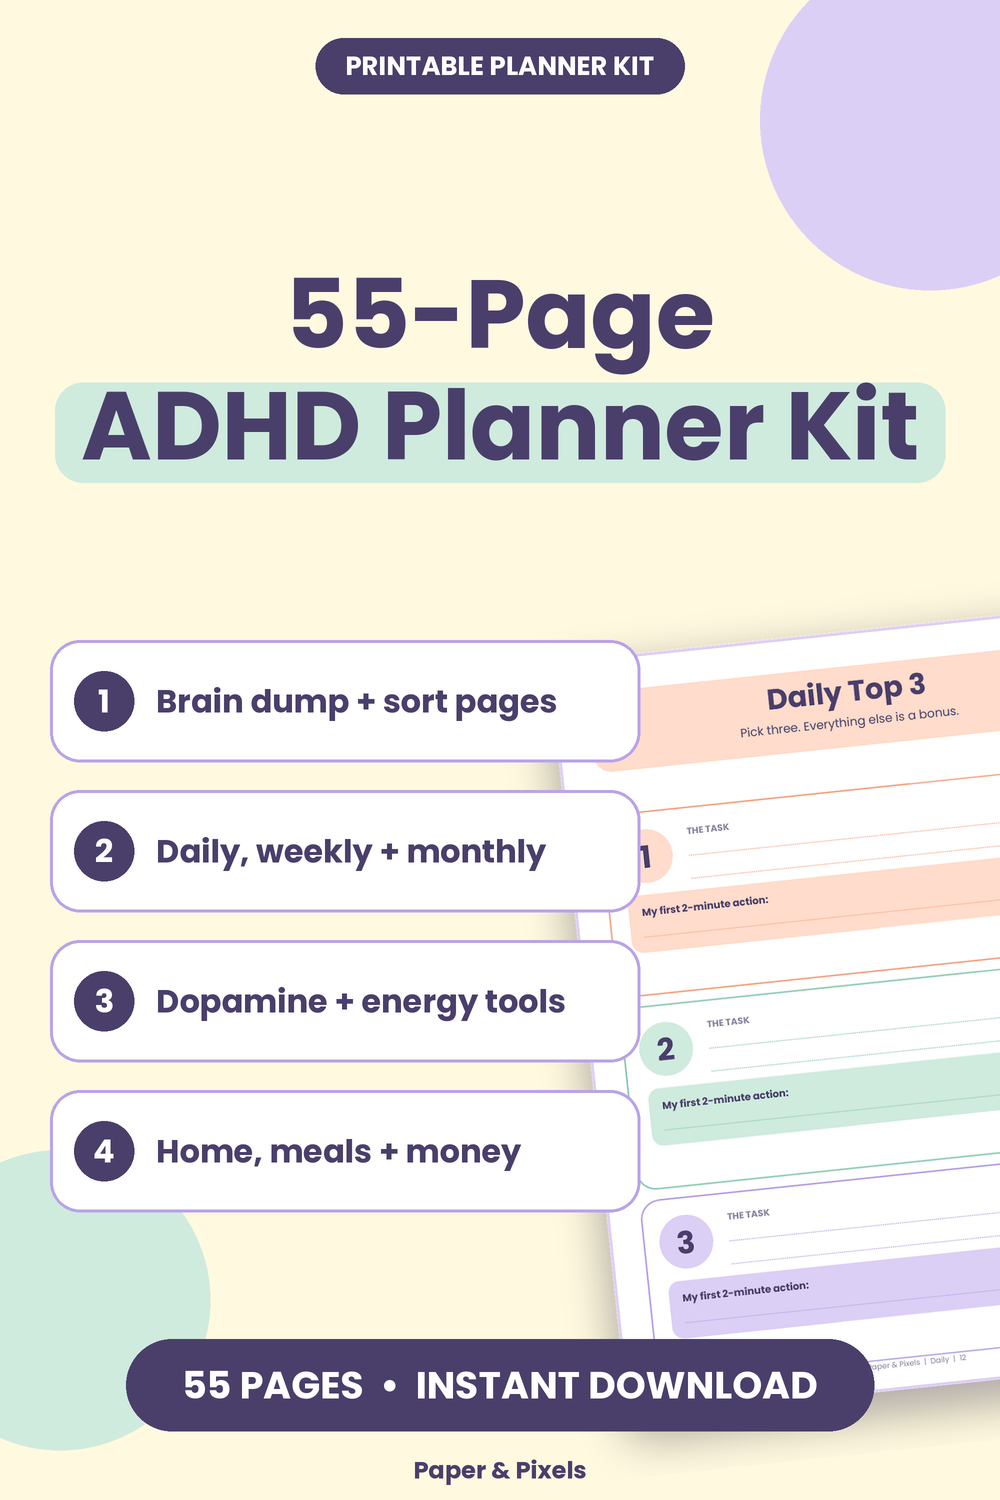 PRINTABLE PLANNER KIT
55-Page
ADHD Planner Kit
1 Brain dump + sort pages
2 Daily, weekly + monthly
3 Dopamine + energy tools
4 Home, meals + money
Daily Top 3
Pick three. Everything else is a bonus.
1
THE TASK
My first 2-minute action:
2
THE TASK
My first 2-minute action:
3
THE TASK
My first 2-minute action:
& Pixels | Daily | 12
55 PAGES • INSTANT DOWNLOAD
Paper & Pixels